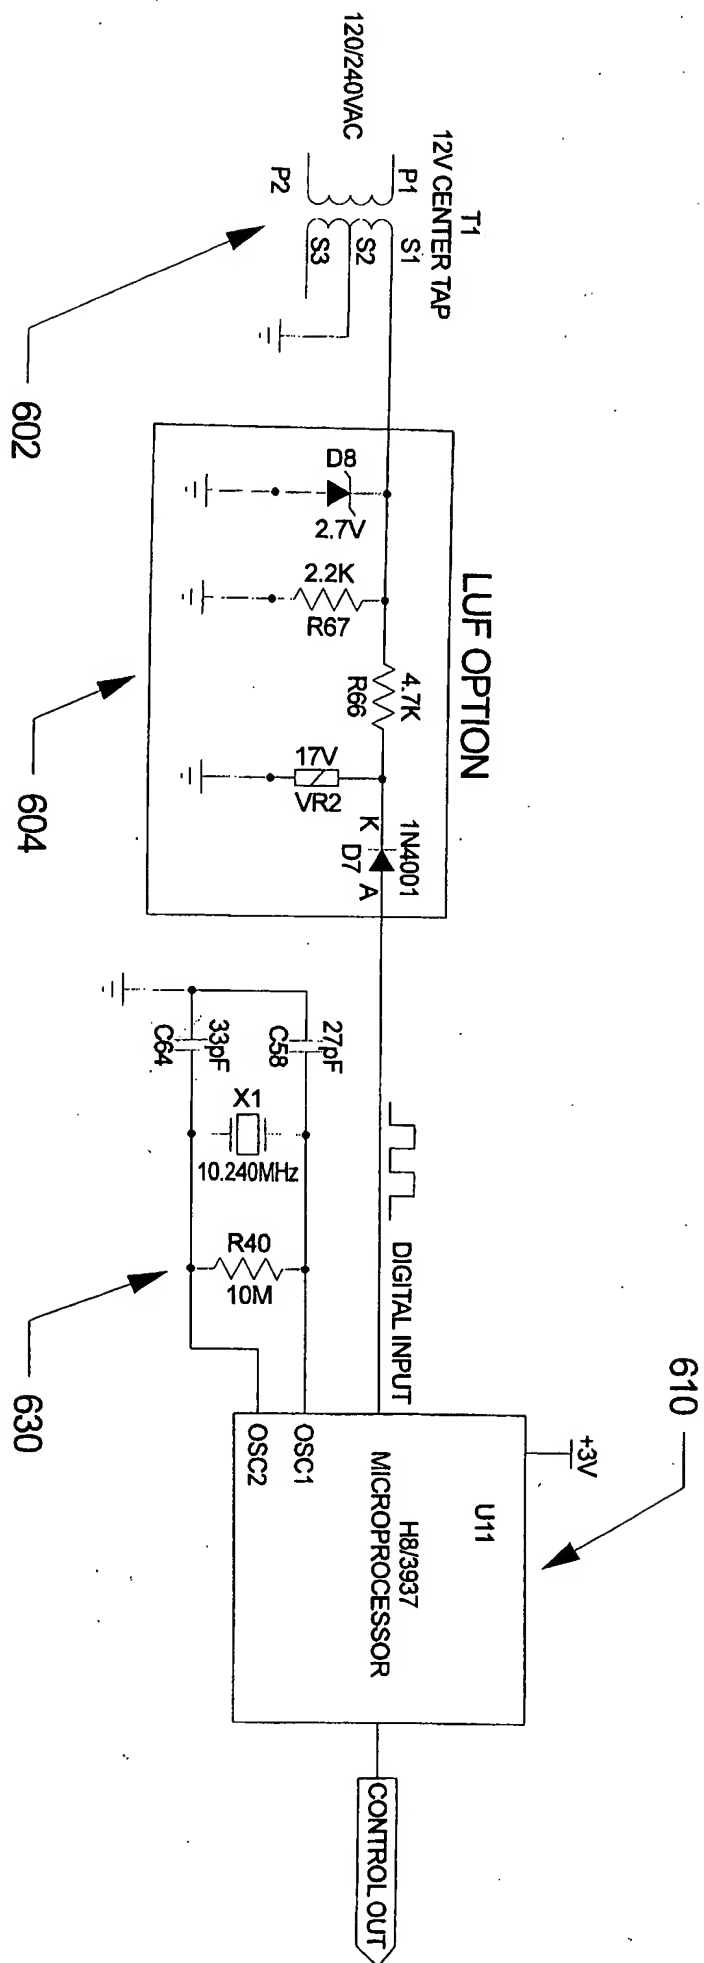 120/240VAC
T1
12V CENTER TAP
P1
P2
S1
S2
S3
602
LUF OPTION
D8
2.7V
2.2K
R67
4.7K
R66
17V
VR2
1N4001
K
D7
A
604
27pF
C58
33pF
C64
X1
10.240MHz
R40
10M
630
DIGITAL INPUT
610
+3V
U11
H8/3937
MICROPROCESSOR
OSC1
OSC2
CONTROL OUT